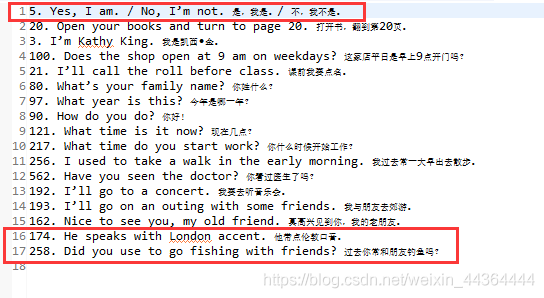 1 5. Yes, I am. / No, I'm not. 是，我是。/ 不，我不是。
2 20. Open your books and turn to page 20. 打开书，翻到第20页。
3 3. I'm Kathy King. 我是凯西•金。
4 100. Does the shop open at 9 am on weekdays? 这家店平日是早上9点开门吗？
5 21. I'll call the roll before class. 课前我要点名。
6 80. What's your family name? 你姓什么？
7 97. What year is this? 今年是哪一年？
8 90. How do you do? 你好！
9 121. What time is it now? 现在几点？
10 217. What time do you start work? 你什么时候开始工作？
11 256. I used to take a walk in the early morning. 我过去常一大早出去散步。
12 562. Have you seen the doctor? 你看过医生了吗？
13 192. I'll go to a concert. 我要去听音乐会。
14 193. I'll go on an outing with some friends. 我与朋友去郊游。
15 162. Nice to see you, my old friend. 真高兴见到你，我的老朋友。
16 174. He speaks with London accent. 他带点伦敦口音。
17 258. Did you use to go fishing with friends? 过去你常和朋友钓鱼吗？
18
https://blog.csdn.net/weixin_44364444